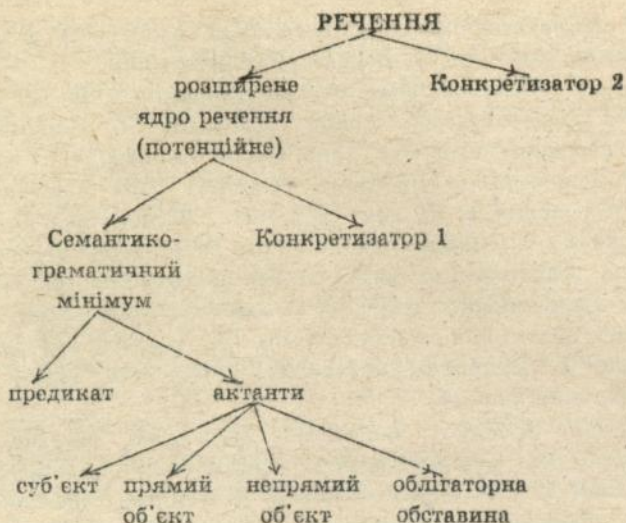 РЕЧЕННЯ
розширене Конкретизатор 2
ядро речення
(потенційне)
Семантико- Конкретизатор 1
граматичний
мінімум
предикат актанти
суб'єкт прямий непрямий облігаторна
об'єкт об'єкт обставина